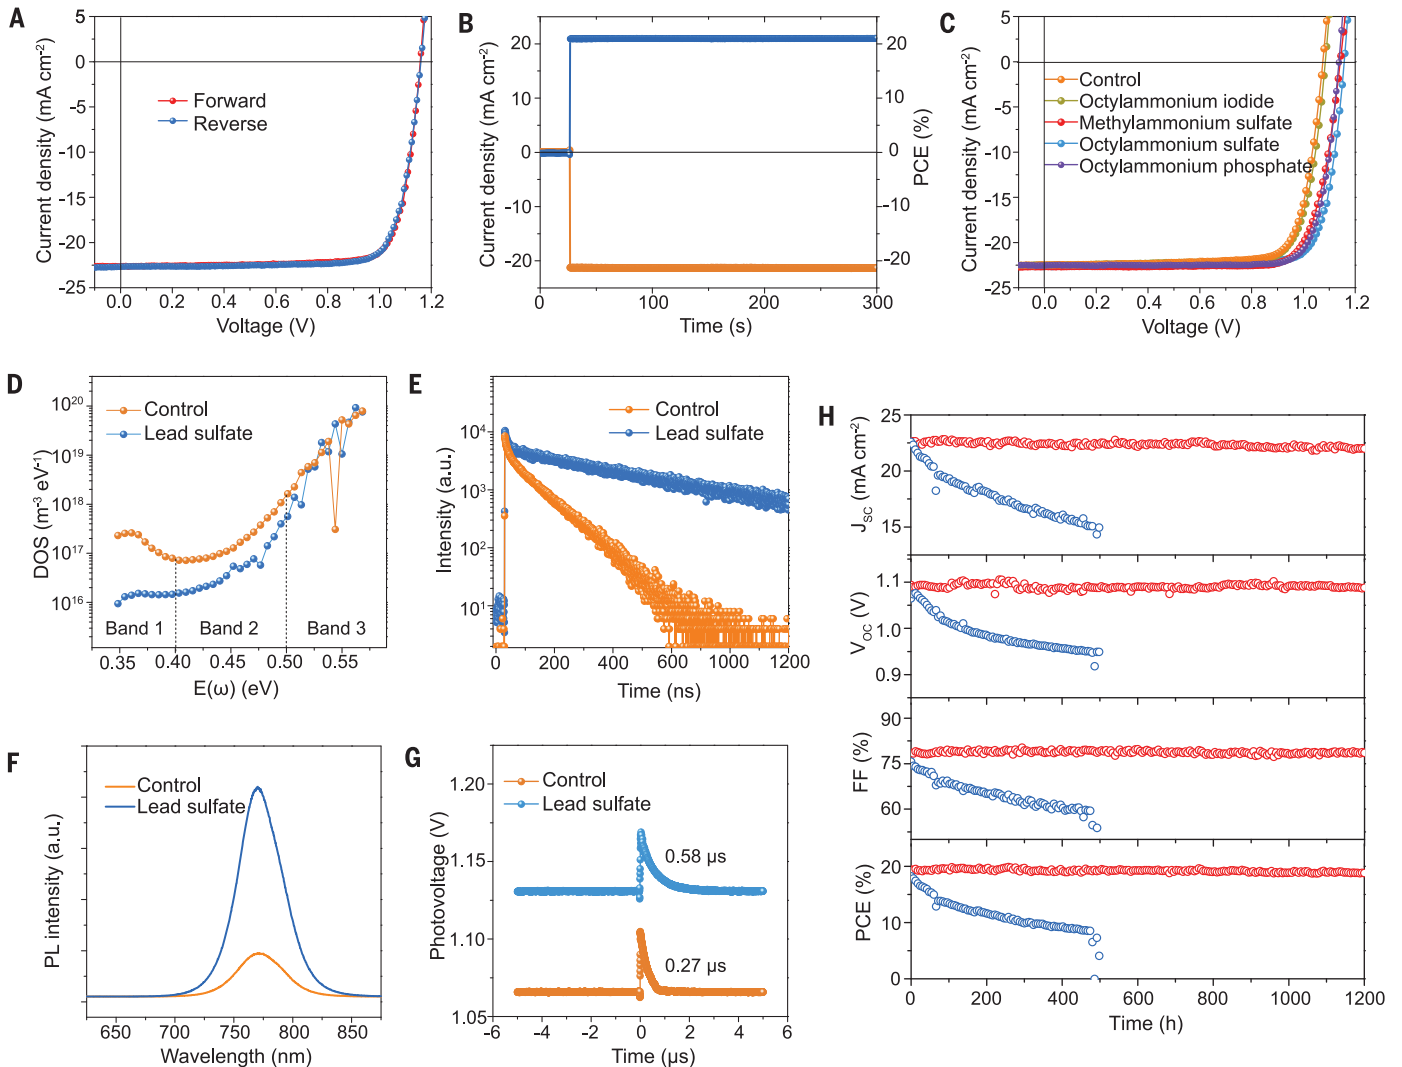 A
5
0
-5
-10
-15
-20
-25
Current density (mA cm-2)
Forward
Reverse
0.0 0.2 0.4 0.6 0.8 1.0 1.2
Voltage (V)
B
20
10
0
-10
-20
Current density (mA cm-2)
20
10
0
-10
-20
PCE (%)
0 100 200 300
Time (s)
C
5
0
-5
-10
-15
-20
-25
Current density (mA cm-2)
Control
Octylammonium iodide
Methylammonium sulfate
Octylammonium sulfate
Octylammonium phosphate
0.0 0.2 0.4 0.6 0.8 1.0 1.2
Voltage (V)
D
10²⁰
10¹⁹
10¹⁸
10¹⁷
10¹⁶
DOS (m-3 eV-1)
Control
Lead sulfate
Band 1 Band 2 Band 3
0.35 0.40 0.45 0.50 0.55
E(ω) (eV)
E
10⁴
10³
10²
10¹
Intensity (a.u.)
Control
Lead sulfate
0 200 400 600 800 1000 1200
Time (ns)
F
PL intensity (a.u.)
Control
Lead sulfate
650 700 750 800 850
Wavelength (nm)
G
1.20
1.15
1.10
1.05
Photovoltage (V)
Control
Lead sulfate
0.58 µs
0.27 µs
-6 -4 -2 0 2 4 6
Time (µs)
H
25
20
15
JSC (mA cm-2)
1.1
1.0
0.9
VOC (V)
90
75
60
FF (%)
20
15
10
5
0
PCE (%)
0 200 400 600 800 1000 1200
Time (h)